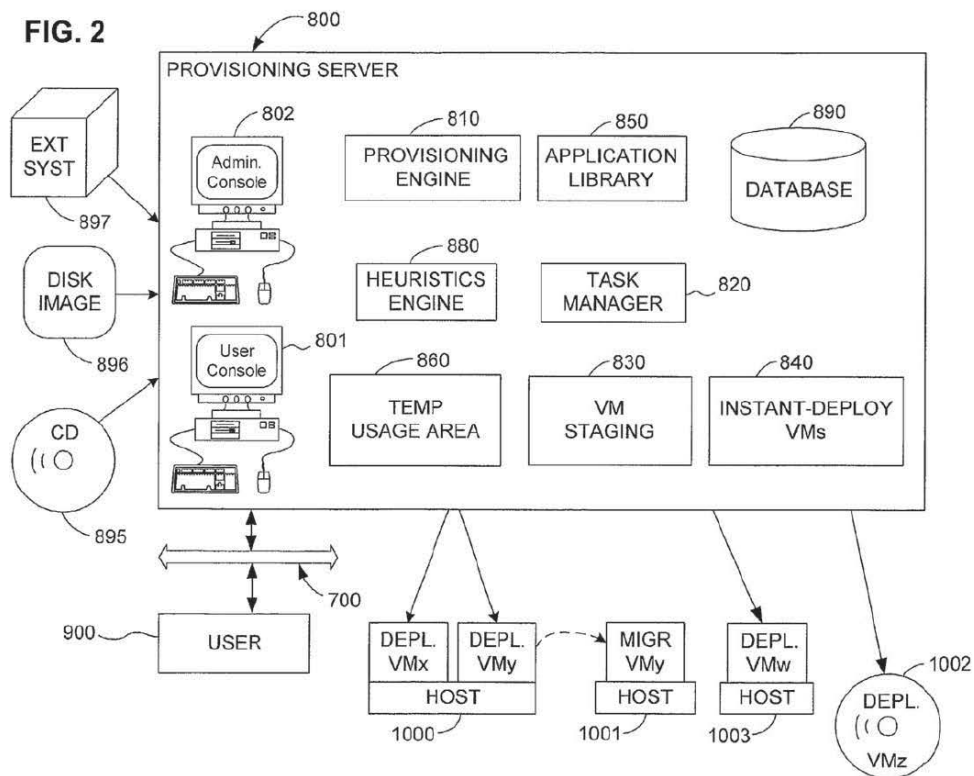 FIG. 2
800
PROVISIONING SERVER
EXT
SYST
897
802
Admin.
Console
810
PROVISIONING
ENGINE
850
APPLICATION
LIBRARY
890
DATABASE
DISK
IMAGE
896
880
HEURISTICS
ENGINE
TASK
MANAGER
820
User
Console
801
CD
895
860
TEMP
USAGE AREA
830
VM
STAGING
840
INSTANT-DEPLOY
VMs
700
900
USER
DEPL.
VMx
DEPL.
VMy
HOST
1000
MIGR
VMy
HOST
1001
DEPL.
VMw
HOST
1003
1002
DEPL.
VMz